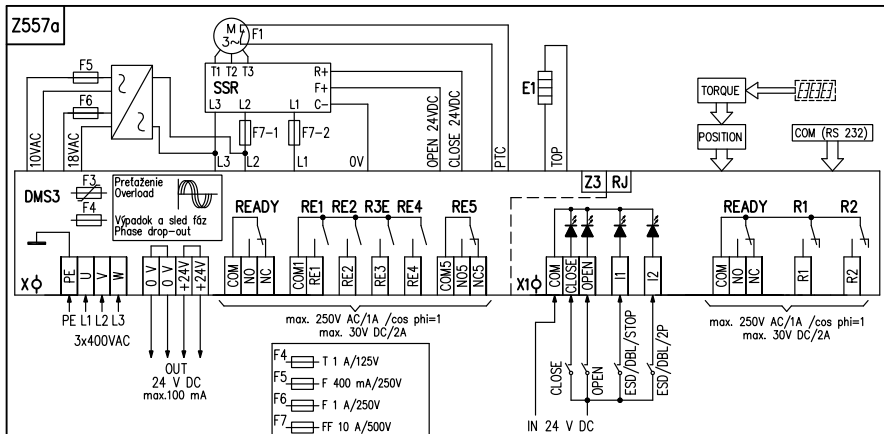 Z557a
F5
F6
10VAC
18VAC
M
3~
F1
T1 T2 T3
SSR
R+
F+
C-
L3 L2 L1
F7-1
F7-2
L3
L2
L1
0V
OPEN 24VDC
CLOSE 24VDC
PTC
E1
TOP
TORQUE
POSITION
COM (RS 232)
DMS3
F3
F4
Preťaženie
Overload
Výpadok a sled fáz
Phase drop-out
Z3 RJ
READY
RE1 RE2 R3E RE4
RE5
READY
R1
R2
X
PE
U
V
W
0 V
0 V
+24V
+24V
COM
NO
NC
COM1
RE1
RE2
RE3
RE4
COM5
NO5
NC5
X1
COM
CLOSE
OPEN
I1
I2
COM
NO
NC
R1
R2
PE L1 L2 L3
3x400VAC
OUT
24 V DC
max.100 mA
max. 250V AC/1A /cos phi=1
max. 30V DC/2A
F4 T 1 A/125V
F5 F 400 mA/250V
F6 F 1 A/250V
F7 FF 10 A/500V
CLOSE
OPEN
ESD/DBL/STOP
ESD/DBL/2P
IN 24 V DC
max. 250V AC/1A /cos phi=1
max. 30V DC/2A